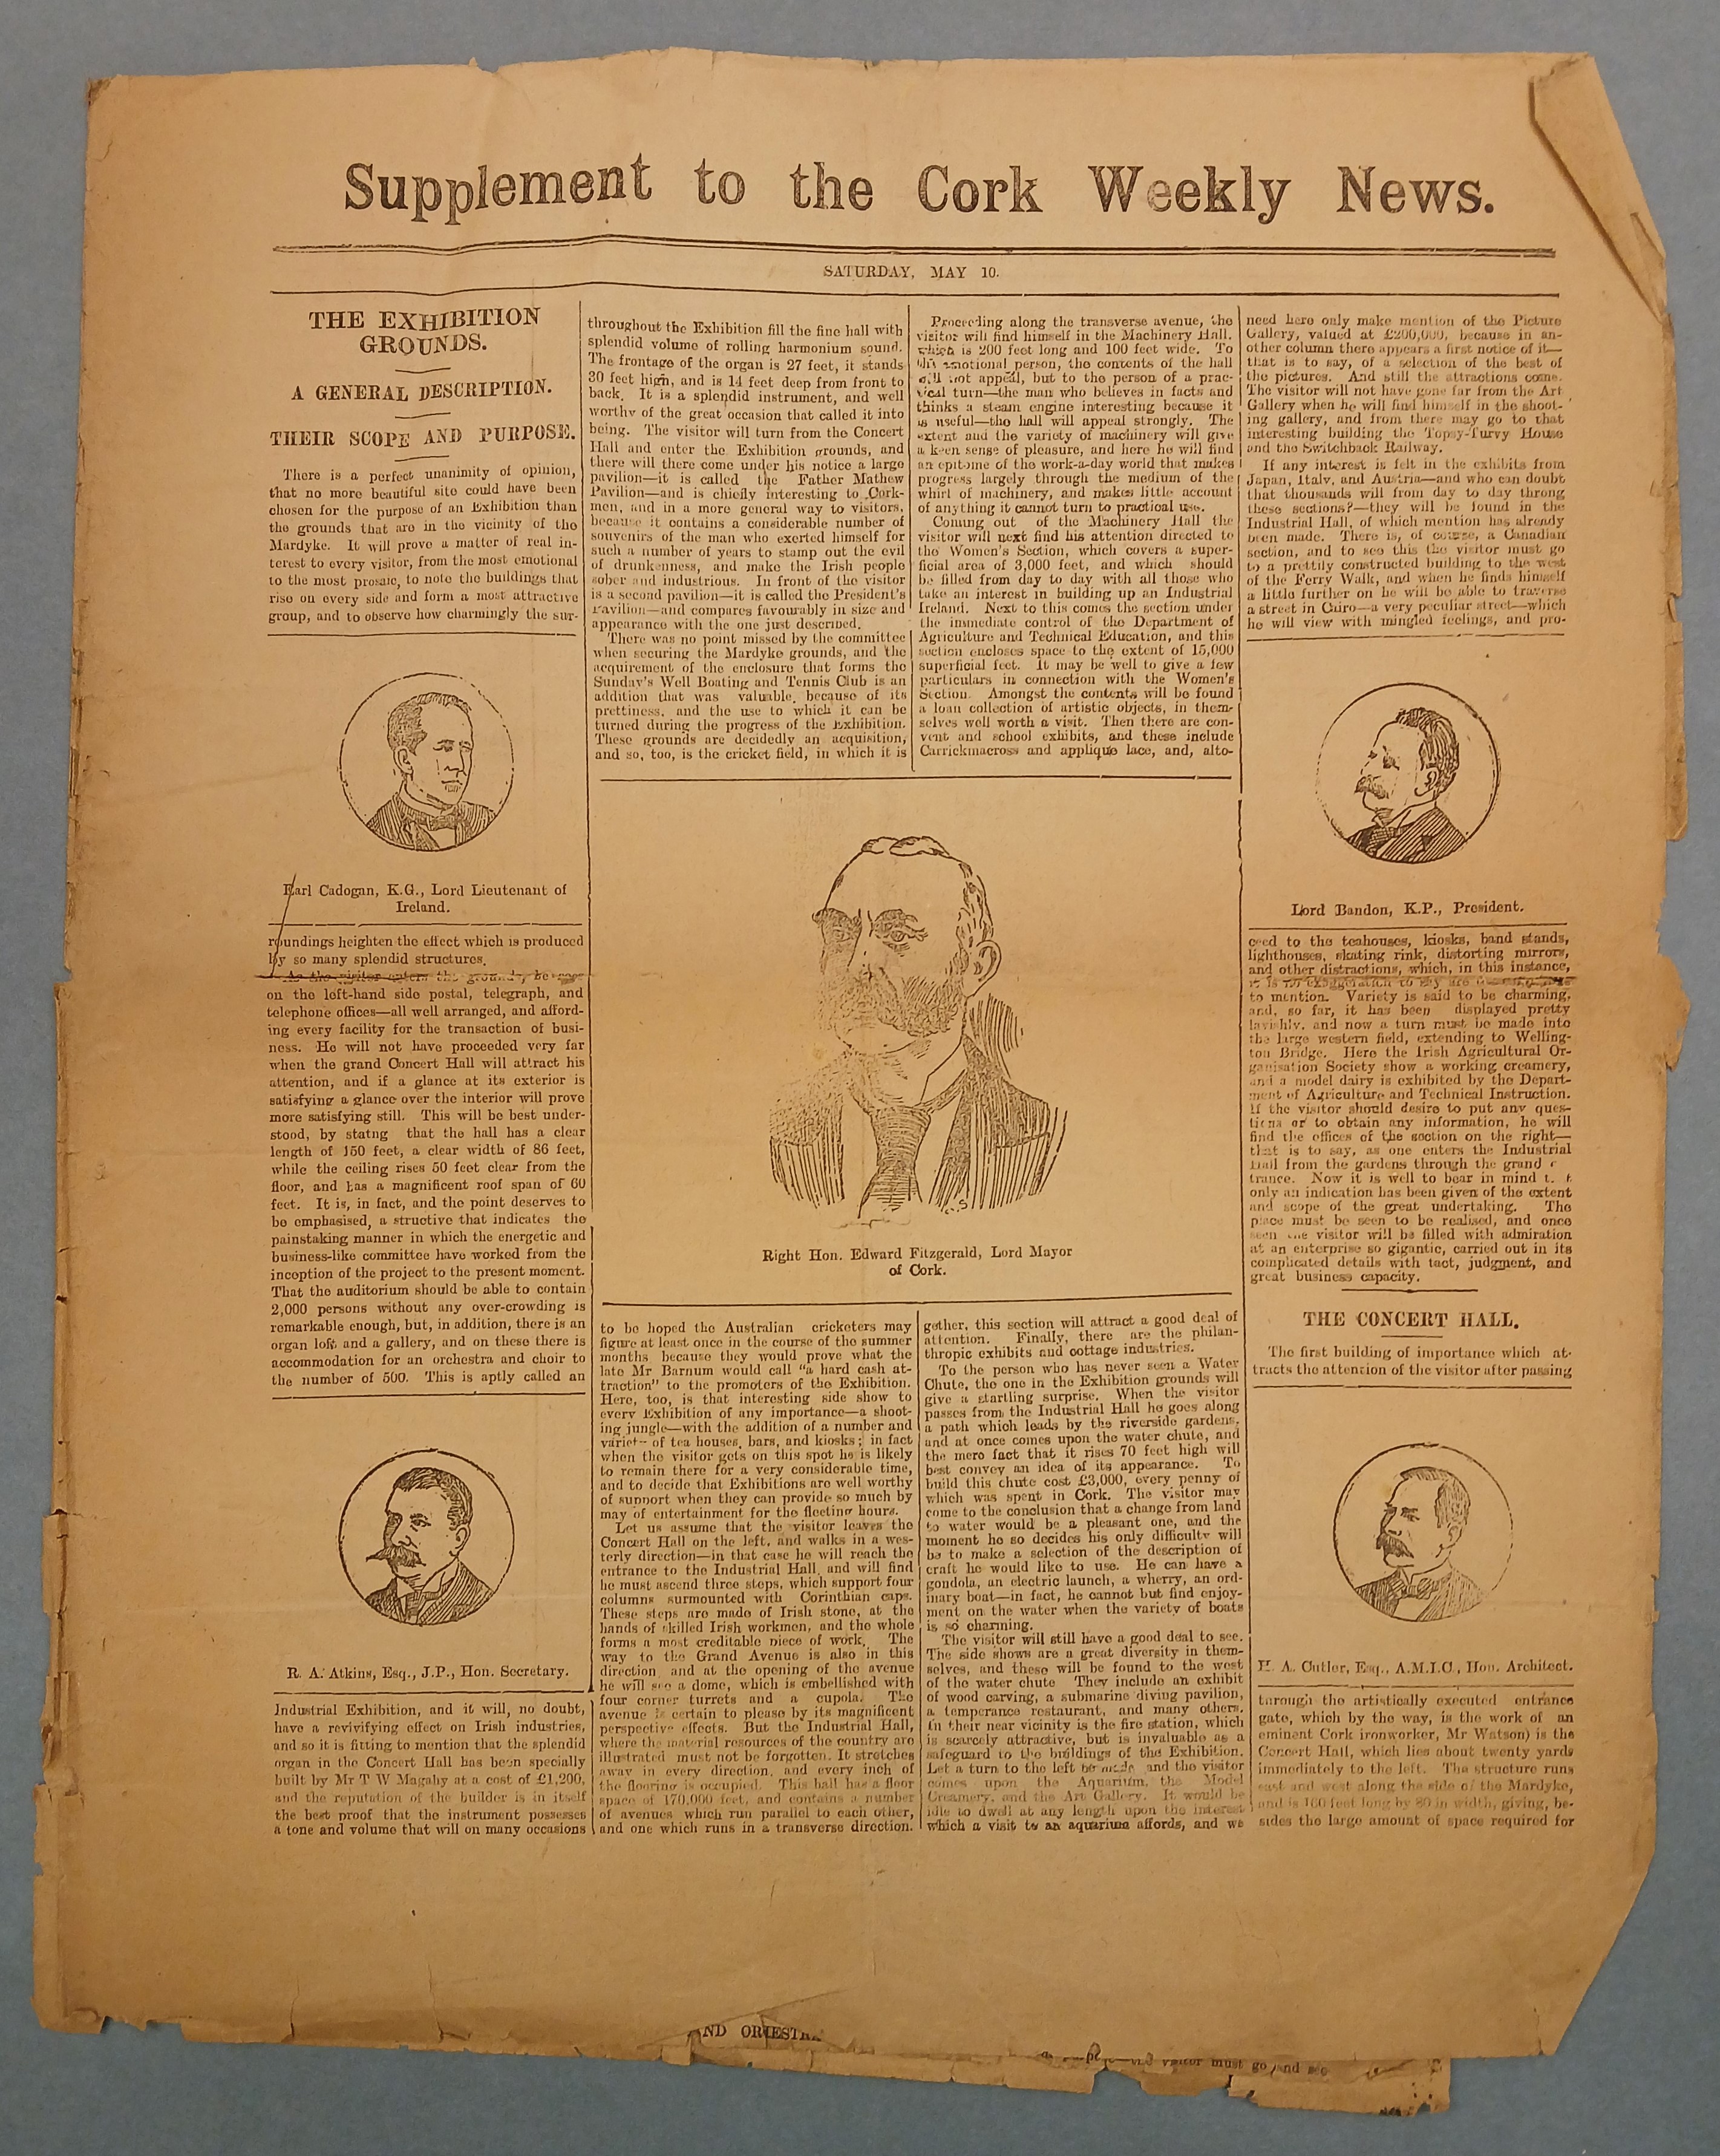 Supplement to the Cork Weekly News.
SATURDAY, MAY 10.
THE EXHIBITION
GROUNDS.
A GENERAL DESCRIPTION.
THEIR SCOPE AND PURPOSE.
There is a perfect unanimity of opinion,
that no more beautiful site could have been
chosen for the purpose of an Exhibition than
the grounds that are in the vicinity of the
Mardyke. It will prove a matter of real in-
terest to every visitor, from the most emotional
to the most prosaic, to note the buildings that
rise on every side and form a most attractive
group, and to observe how charmingly the sur-
Earl Cadogan, K.G., Lord Lieutenant of
Ireland.
roundings heighten the effect which is produced
by so many splendid structures.
As the visitor enters the grounds, he
on the left-hand side postal, telegraph, and
telephone offices—all well arranged, and afford-
ing every facility for the transaction of busi-
ness. He will not have proceeded very far
when the grand Concert Hall will attract his
attention, and if a glance at its exterior is
satisfying a glance over the interior will prove
more satisfying still. This will be best under-
stood, by statng that the hall has a clear
length of 150 feet, a clear width of 86 feet,
while the ceiling rises 50 feet clear from the
floor, and has a magnificent roof span of 60
feet. It is, in fact, and the point deserves to
be emphasised, a structive that indicates the
painstaking manner in which the energetic and
business-like committee have worked from the
inception of the project to the present moment.
That the auditorium should be able to contain
2,000 persons without any over-crowding is
remarkable enough, but, in addition, there is an
organ loft and a gallery, and on these there is
accommodation for an orchestra and choir to
the number of 500. This is aptly called an
R. A. Atkins, Esq., J.P., Hon. Secretary.
Industrial Exhibition, and it will, no doubt,
have a revivifying effect on Irish industries,
and so it is fitting to mention that the splendid
organ in the Concert Hall has been specially
built by Mr T W Magahy at a cost of £1,200,
and the reputation of the builder is in itself
the best proof that the instrument possesses
a tone and volume that will on many occasions
throughout the Exhibition fill the fine hall with
splendid volume of rolling harmonium sound.
The frontage of the organ is 27 feet, it stands
30 feet high, and is 14 feet deep from front to
back. It is a splendid instrument, and well
worthy of the great occasion that called it into
being. The visitor will turn from the Concert
Hall and enter the Exhibition grounds, and
there will there come under his notice a large
pavilion—it is called the Father Mathew
Pavilion—and is chiefly interesting to Cork-
men, and in a more general way to visitors,
because it contains a considerable number of
souvenirs of the man who exerted himself for
such a number of years to stamp out the evil
of drunkenness, and make the Irish people
sober and industrious. In front of the visitor
is a second pavilion—it is called the President's
Pavilion—and compares favourably in size and
appearance with the one just described.
There was no point missed by the committee
when securing the Mardyke grounds, and the
acquirement of the enclosure that forms the
Sunday's Well Boating and Tennis Club is an
addition that was valuable because of its
prettiness, and the use to which it can be
turned during the progress of the Exhibition.
These grounds are decidedly an acquisition,
and so, too, is the cricket field, in which it is
Right Hon. Edward Fitzgerald, Lord Mayor
of Cork.
to be hoped the Australian cricketers may
figure at least once in the course of the summer
months because they would prove what the
late Mr Barnum would call "a hard cash at-
traction" to the promoters of the Exhibition.
Here, too, is that interesting side show to
every Exhibition of any importance—a shoot-
ing jungle—with the addition of a number and
variety of tea houses, bars, and kiosks; in fact
when the visitor gets on this spot he is likely
to remain there for a very considerable time,
and to decide that Exhibitions are well worthy
of support when they can provide so much by
may of entertainment for the fleeting hours.
Let us assume that the visitor leaves the
Concert Hall on the left, and walks in a wes-
terly direction—in that case he will reach the
entrance to the Industrial Hall, and will find
he must ascend three steps, which support four
columns surmounted with Corinthian caps.
These steps are made of Irish stone, at the
hands of skilled Irish workmen, and the whole
forms a most creditable piece of work. The
way to the Grand Avenue is also in this
direction, and at the opening of the avenue
he will see a dome, which is embellished with
four corner turrets and a cupola. The
avenue is certain to please by its magnificent
perspective effects. But the Industrial Hall,
where the material resources of the country are
illustrated must not be forgotten. It stretches
away in every direction, and every inch of
the flooring is occupied. This hall has a floor
space of 170,000 feet, and contains a number
of avenues which run parallel to each other,
and one which runs in a transverse direction.
Proceeding along the transverse avenue, the
visitor will find himself in the Machinery Hall,
which is 200 feet long and 100 feet wide. To
emotional person, the contents of the hall
will not appeal, but to the person of a prac-
tical turn—the man who believes in facts and
thinks a steam engine interesting because it
is useful—the hall will appeal strongly. The
extent and the variety of machinery will give
a keen sense of pleasure, and here he will find
an epitome of the work-a-day world that makes
progress largely through the medium of the
whirl of machinery, and makes little account
of anything it cannot turn to practical use.
Coming out of the Machinery Hall the
visitor will next find his attention directed to
the Women's Section, which covers a super-
ficial area of 3,000 feet, and which should
be filled from day to day with all those who
take an interest in building up an Industrial
Ireland. Next to this comes the section under
the immediate control of the Department of
Agriculture and Technical Education, and this
section encloses space to the extent of 15,000
superficial feet. It may be well to give a few
particulars in connection with the Women's
Section. Amongst the contents will be found
a loan collection of artistic objects, in them-
selves well worth a visit. Then there are con-
vent and school exhibits, and these include
Carrickmacross and applique lace, and, alto-
gether, this section will attract a good deal of
attention. Finally, there are the philan-
thropic exhibits and cottage industries.
To the person who has never seen a Water
Chute, the one in the Exhibition grounds will
give a startling surprise. When the visitor
passes from the Industrial Hall he goes along
a path which leads by the riverside gardens,
and at once comes upon the water chute, and
the mere fact that it rises 70 feet high will
best convey an idea of its appearance. To
build this chute cost £3,000, every penny of
which was spent in Cork. The visitor may
come to the conclusion that a change from land
to water would be a pleasant one, and the
moment he so decides his only difficulty will
be to make a selection of the description of
craft he would like to use. He can have a
gondola, an electric launch, a wherry, an ord-
inary boat—in fact, he cannot but find enjoy-
ment on the water when the variety of boats
is so charming.
The visitor will still have a good deal to see.
The side shows are a great diversity in them-
selves, and these will be found to the west
of the water chute They include an exhibit
of wood carving, a submarine diving pavilion,
a temperance restaurant, and many others.
In their near vicinity is the fire station, which
is scarcely attractive, but is invaluable as a
safeguard to the buildings of the Exhibition.
Let a turn to the left be made and the visitor
comes upon the Aquarium, the Model
Creamery, and the Art Gallery. It would be
idle to dwell at any length upon the interest
which a visit to an aquarium affords, and we
need here only make mention of the Picture
Gallery, valued at £200,000, because in an-
other column there appears a first notice of it—
that is to say, of a selection of the best of
the pictures. And still the attractions come.
The visitor will not have gone far from the Art
Gallery when he will find himself in the shoot-
ing gallery, and from there may go to that
interesting building the Topsy-Turvy House
and the Switchback Railway.
If any interest is felt in the exhibits from
Japan, Italy, and Austria—and who can doubt
that thousands will from day to day throng
these sections?—they will be found in the
Industrial Hall, of which mention has already
been made. There is, of course, a Canadian
section, and to see this the visitor must go
to a prettily constructed building to the west
of the Ferry Walk, and when he finds himself
a little further on he will be able to traverse
a street in Cairo—a very peculiar street—which
he will view with mingled feelings, and pro-
Lord Bandon, K.P., President.
ceed to the teahouses, kiosks, band stands,
lighthouses, skating rink, distorting mirrors,
and other distractions, which, in this instance,
it is no exaggeration to say are
to mention. Variety is said to be charming,
and, so far, it has been displayed pretty
lavishly, and now a turn must be made into
the large western field, extending to Welling-
ton Bridge. Here the Irish Agricultural Or-
ganisation Society show a working creamery,
and a model dairy is exhibited by the Depart-
ment of Agriculture and Technical Instruction.
If the visitor should desire to put any ques-
tions or to obtain any information, he will
find the offices of the section on the right—
that is to say, as one enters the Industrial
Hall from the gardens through the grand
trance. Now it is well to bear in mind
only an indication has been given of the extent
and scope of the great undertaking. The
place must be seen to be realised, and once
seen the visitor will be filled with admiration
at an enterprise so gigantic, carried out in its
complicated details with tact, judgment, and
great business capacity.
THE CONCERT HALL.
The first building of importance which at-
tracts the attention of the visitor after passing
H. A. Cutler, Esq., A.M.I.C., Hon. Architect.
through the artistically executed entrance
gate, which by the way, is the work of an
eminent Cork ironworker, Mr Watson) is the
Concert Hall, which lies about twenty yards
immediately to the left. The structure runs
east and west along the side of the Mardyke,
and is 160 feet long by 80 in width, giving, be-
sides the large amount of space required for
AND
visitor must go and see